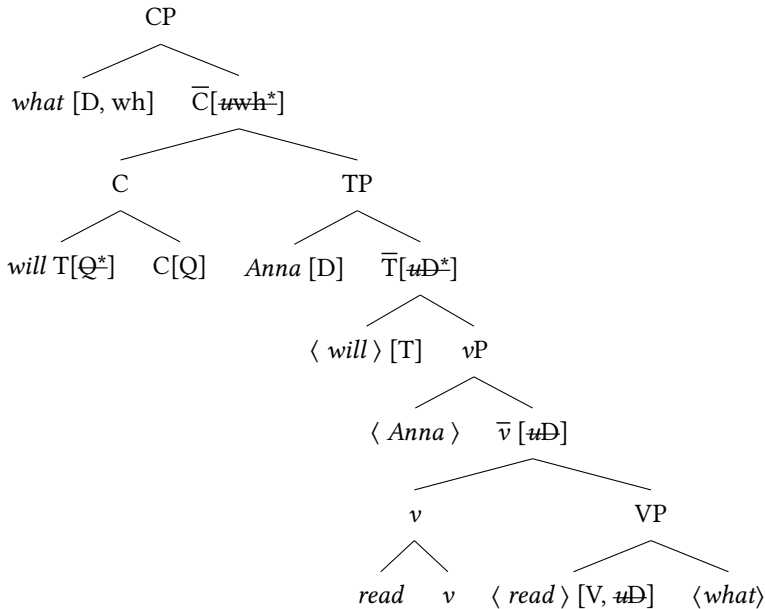 CP
what [D, wh] C̅[uwh*]
C TP
will T[Q*] C[Q] Anna [D] T̅[uD*]
⟨ will ⟩ [T] vP
⟨ Anna ⟩ v̅ [uD]
v VP
read v ⟨ read ⟩ [V, uD] ⟨what⟩